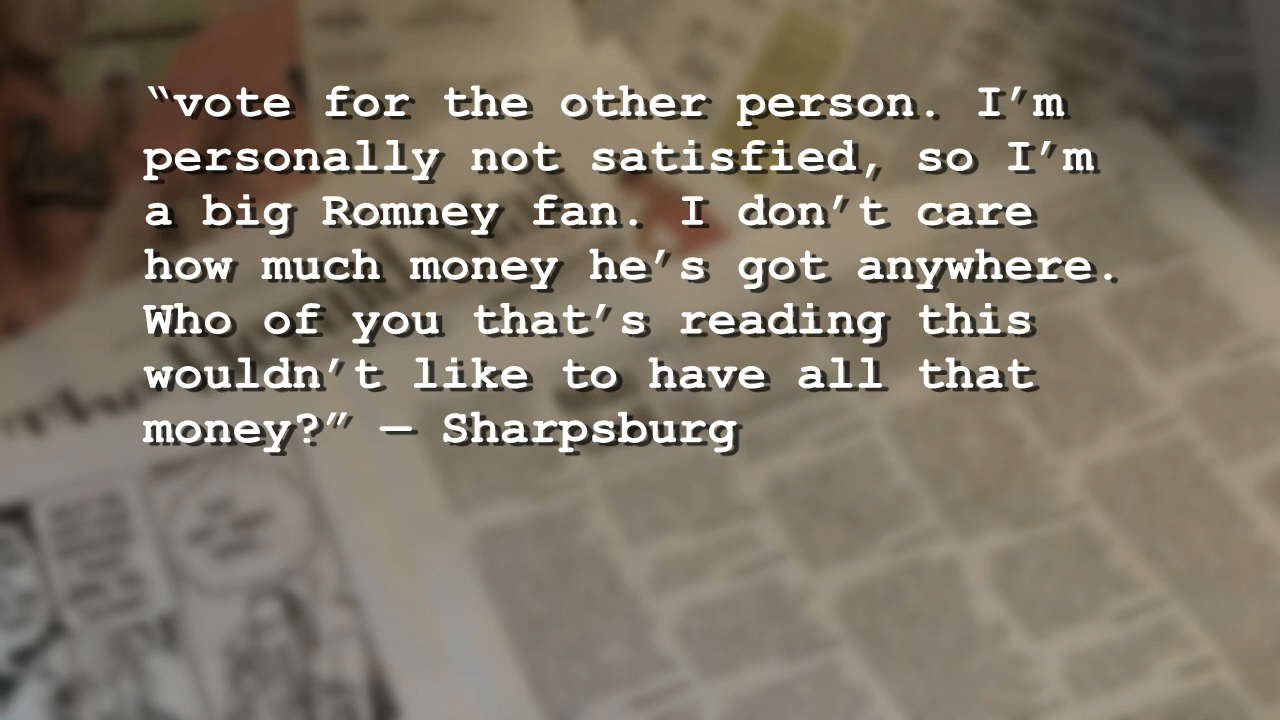 “vote for the other person. I’m
personally not satisfied, so I’m
a big Romney fan. I don’t care
how much money he’s got anywhere.
Who of you that’s reading this
wouldn’t like to have all that
money?” — Sharpsburg